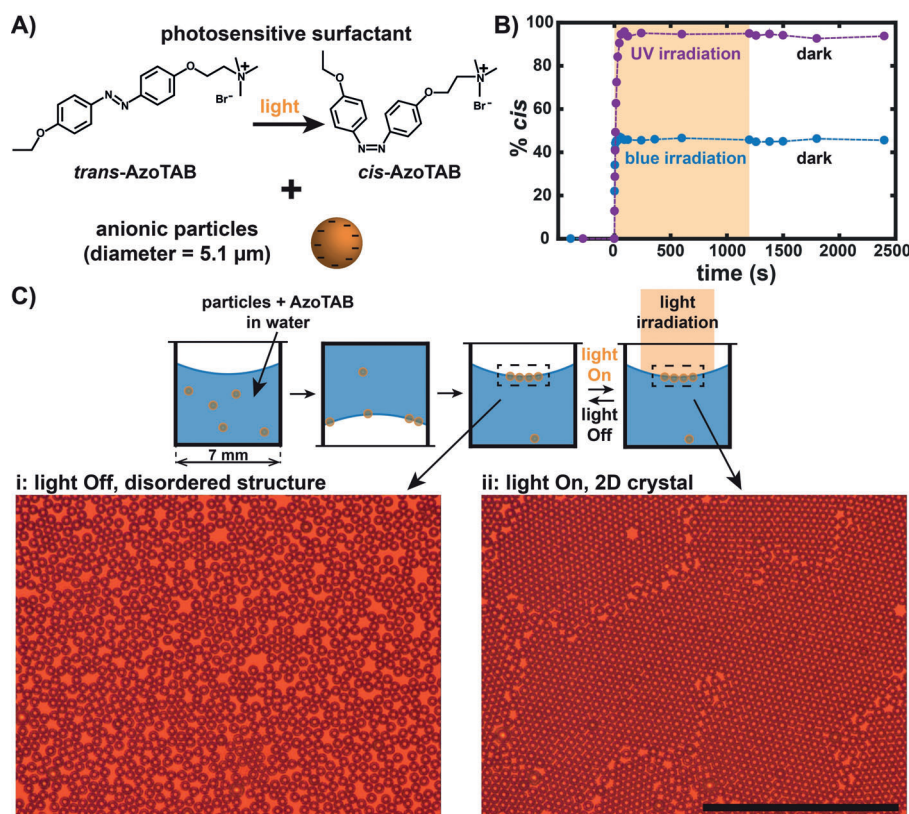 A)
photosensitive surfactant
O
N
+
Br⁻
N=N
O
light
O
O
N
+
Br⁻
N=N
trans-AzoTAB
cis-AzoTAB
+
anionic particles
(diameter = 5.1 µm)
B)
% cis
100
80
60
40
20
0
UV irradiation
dark
blue irradiation
dark
0 500 1000 1500 2000 2500
time (s)
C)
particles + AzoTAB
in water
light
irradiation
light
On
light
Off
7 mm
i: light Off, disordered structure
ii: light On, 2D crystal